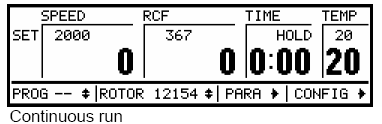 SPEED RCF TIME TEMP
SET 2000 367 HOLD 20
0 0 0:00 20
PROG -- ♦ ROTOR 12154 ♦ PARA ▶ CONFIG ▶
Continuous run